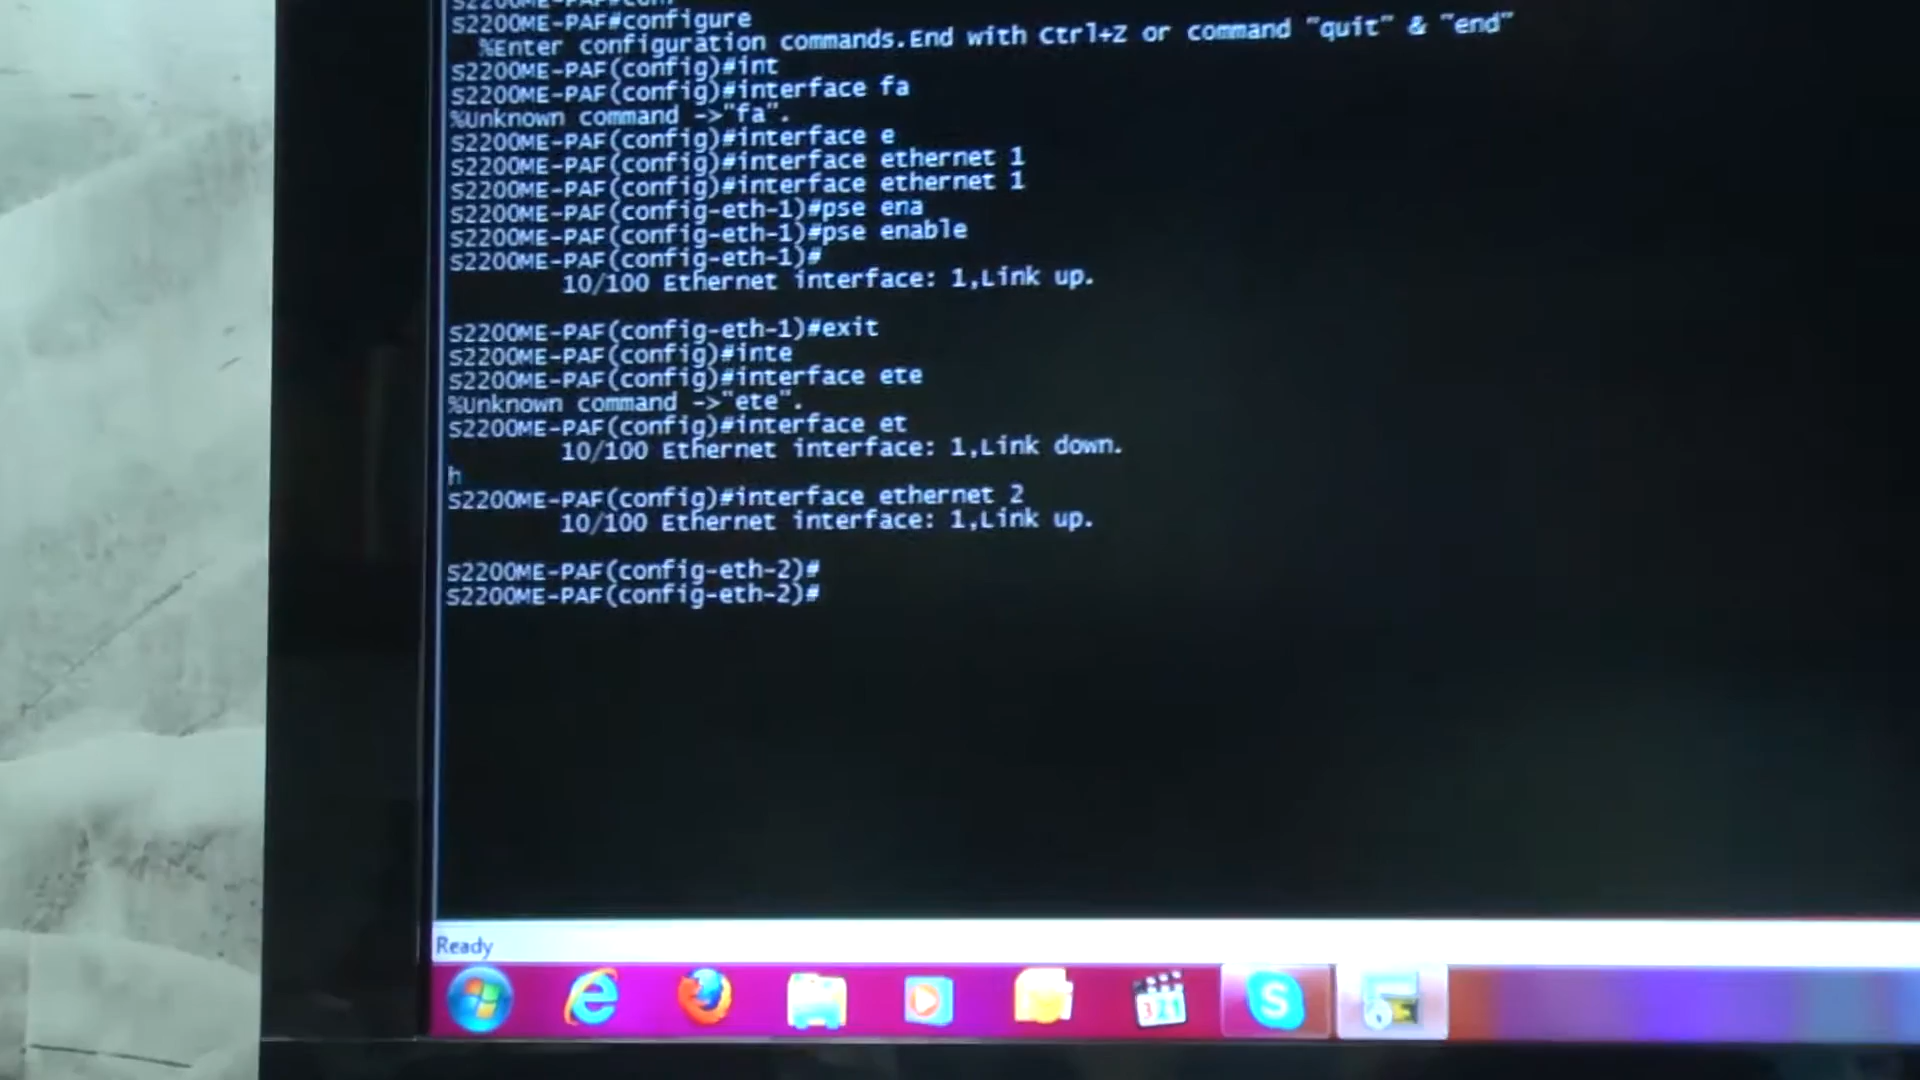 S2200ME-PAF#conf
S2200ME-PAF#configure
%Enter configuration commands.End with Ctrl+Z or command "quit" & "end"
S2200ME-PAF(config)#int
S2200ME-PAF(config)#interface fa
%Unknown command ->"fa".
S2200ME-PAF(config)#interface e
S2200ME-PAF(config)#interface ethernet 1
S2200ME-PAF(config)#interface ethernet 1
S2200ME-PAF(config-eth-1)#pse ena
S2200ME-PAF(config-eth-1)#pse enable
S2200ME-PAF(config-eth-1)#
10/100 Ethernet interface: 1,Link up.
S2200ME-PAF(config-eth-1)#exit
S2200ME-PAF(config)#inte
S2200ME-PAF(config)#interface ete
%Unknown command ->"ete".
S2200ME-PAF(config)#interface et
10/100 Ethernet interface: 1,Link down.
h
S2200ME-PAF(config)#interface ethernet 2
10/100 Ethernet interface: 1,Link up.
S2200ME-PAF(config-eth-2)#
S2200ME-PAF(config-eth-2)#
Ready
321
S